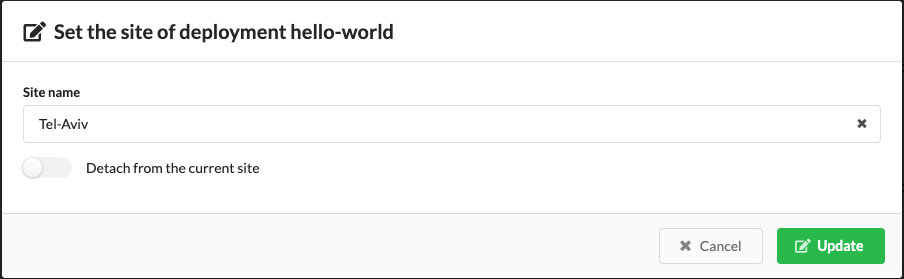 Set the site of deployment hello-world
Site name
Tel-Aviv
Detach from the current site
Cancel
Update